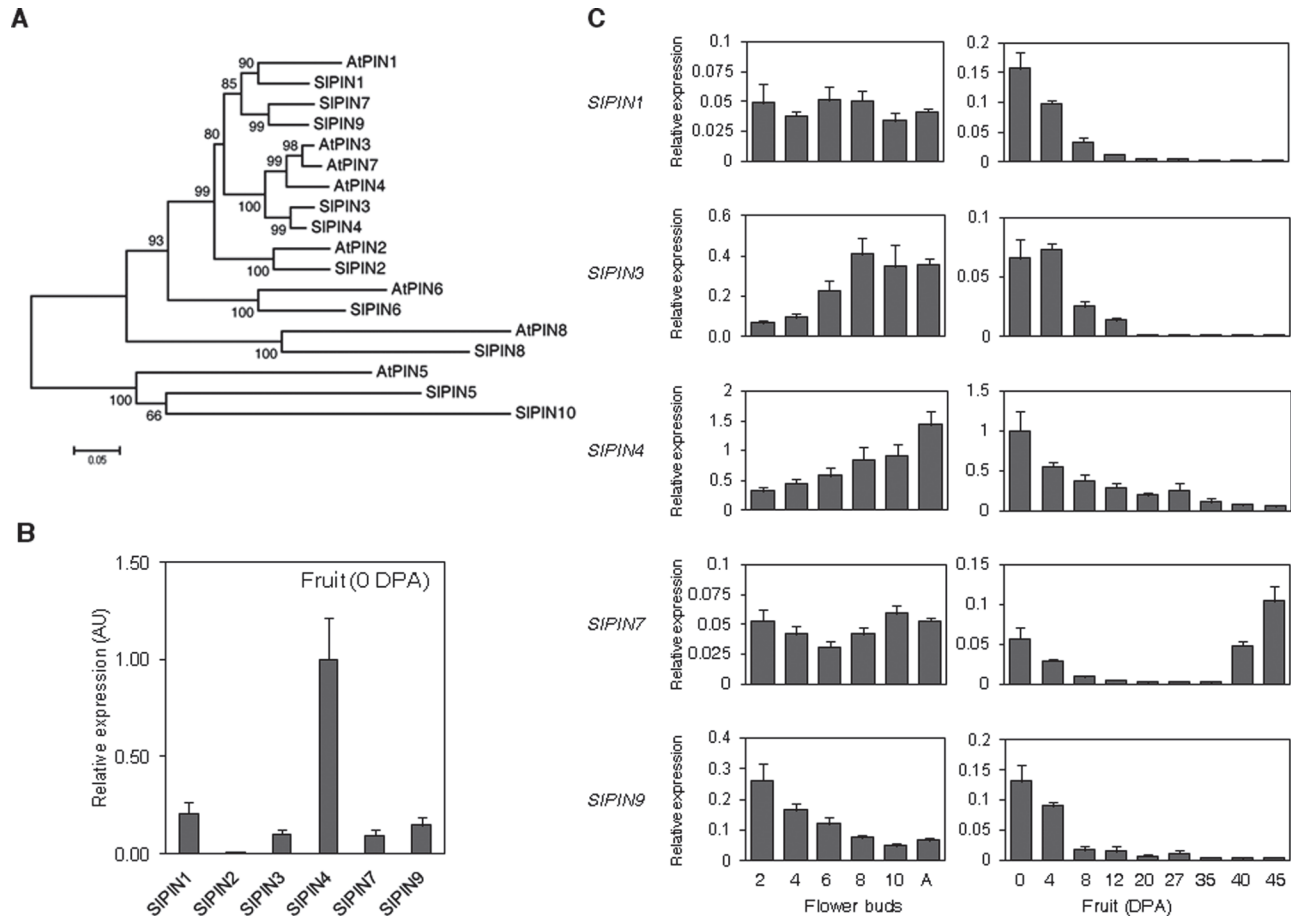 A
90
AtPIN1
85
SlPIN1
SlPIN7
99
SlPIN9
80
98
AtPIN3
99
AtPIN7
AtPIN4
99
100
SlPIN3
99
SlPIN4
93
AtPIN2
100
SlPIN2
AtPIN6
100
SlPIN6
AtPIN8
100
SlPIN8
AtPIN5
100
SlPIN5
66
SlPIN10
0.05
B
Fruit (0 DPA)
Relative expression (AU)
1.50
1.00
0.50
0.00
SlPIN1 SlPIN2 SlPIN3 SlPIN4 SlPIN7 SlPIN9
C
SlPIN1
Relative expression
0.1
0.075
0.05
0.025
0
0.2
0.15
0.1
0.05
0
SlPIN3
Relative expression
0.6
0.4
0.2
0.0
0.1
0.05
0
SlPIN4
Relative expression
2
1.5
1
0.5
0
1.5
1
0.5
0
SlPIN7
Relative expression
0.1
0.075
0.05
0.025
0
0.15
0.1
0.05
0
SlPIN9
Relative expression
0.4
0.3
0.2
0.1
0
0.2
0.15
0.1
0.05
0
2 4 6 8 10 A
Flower buds
0 4 8 12 20 27 35 40 45
Fruit (DPA)